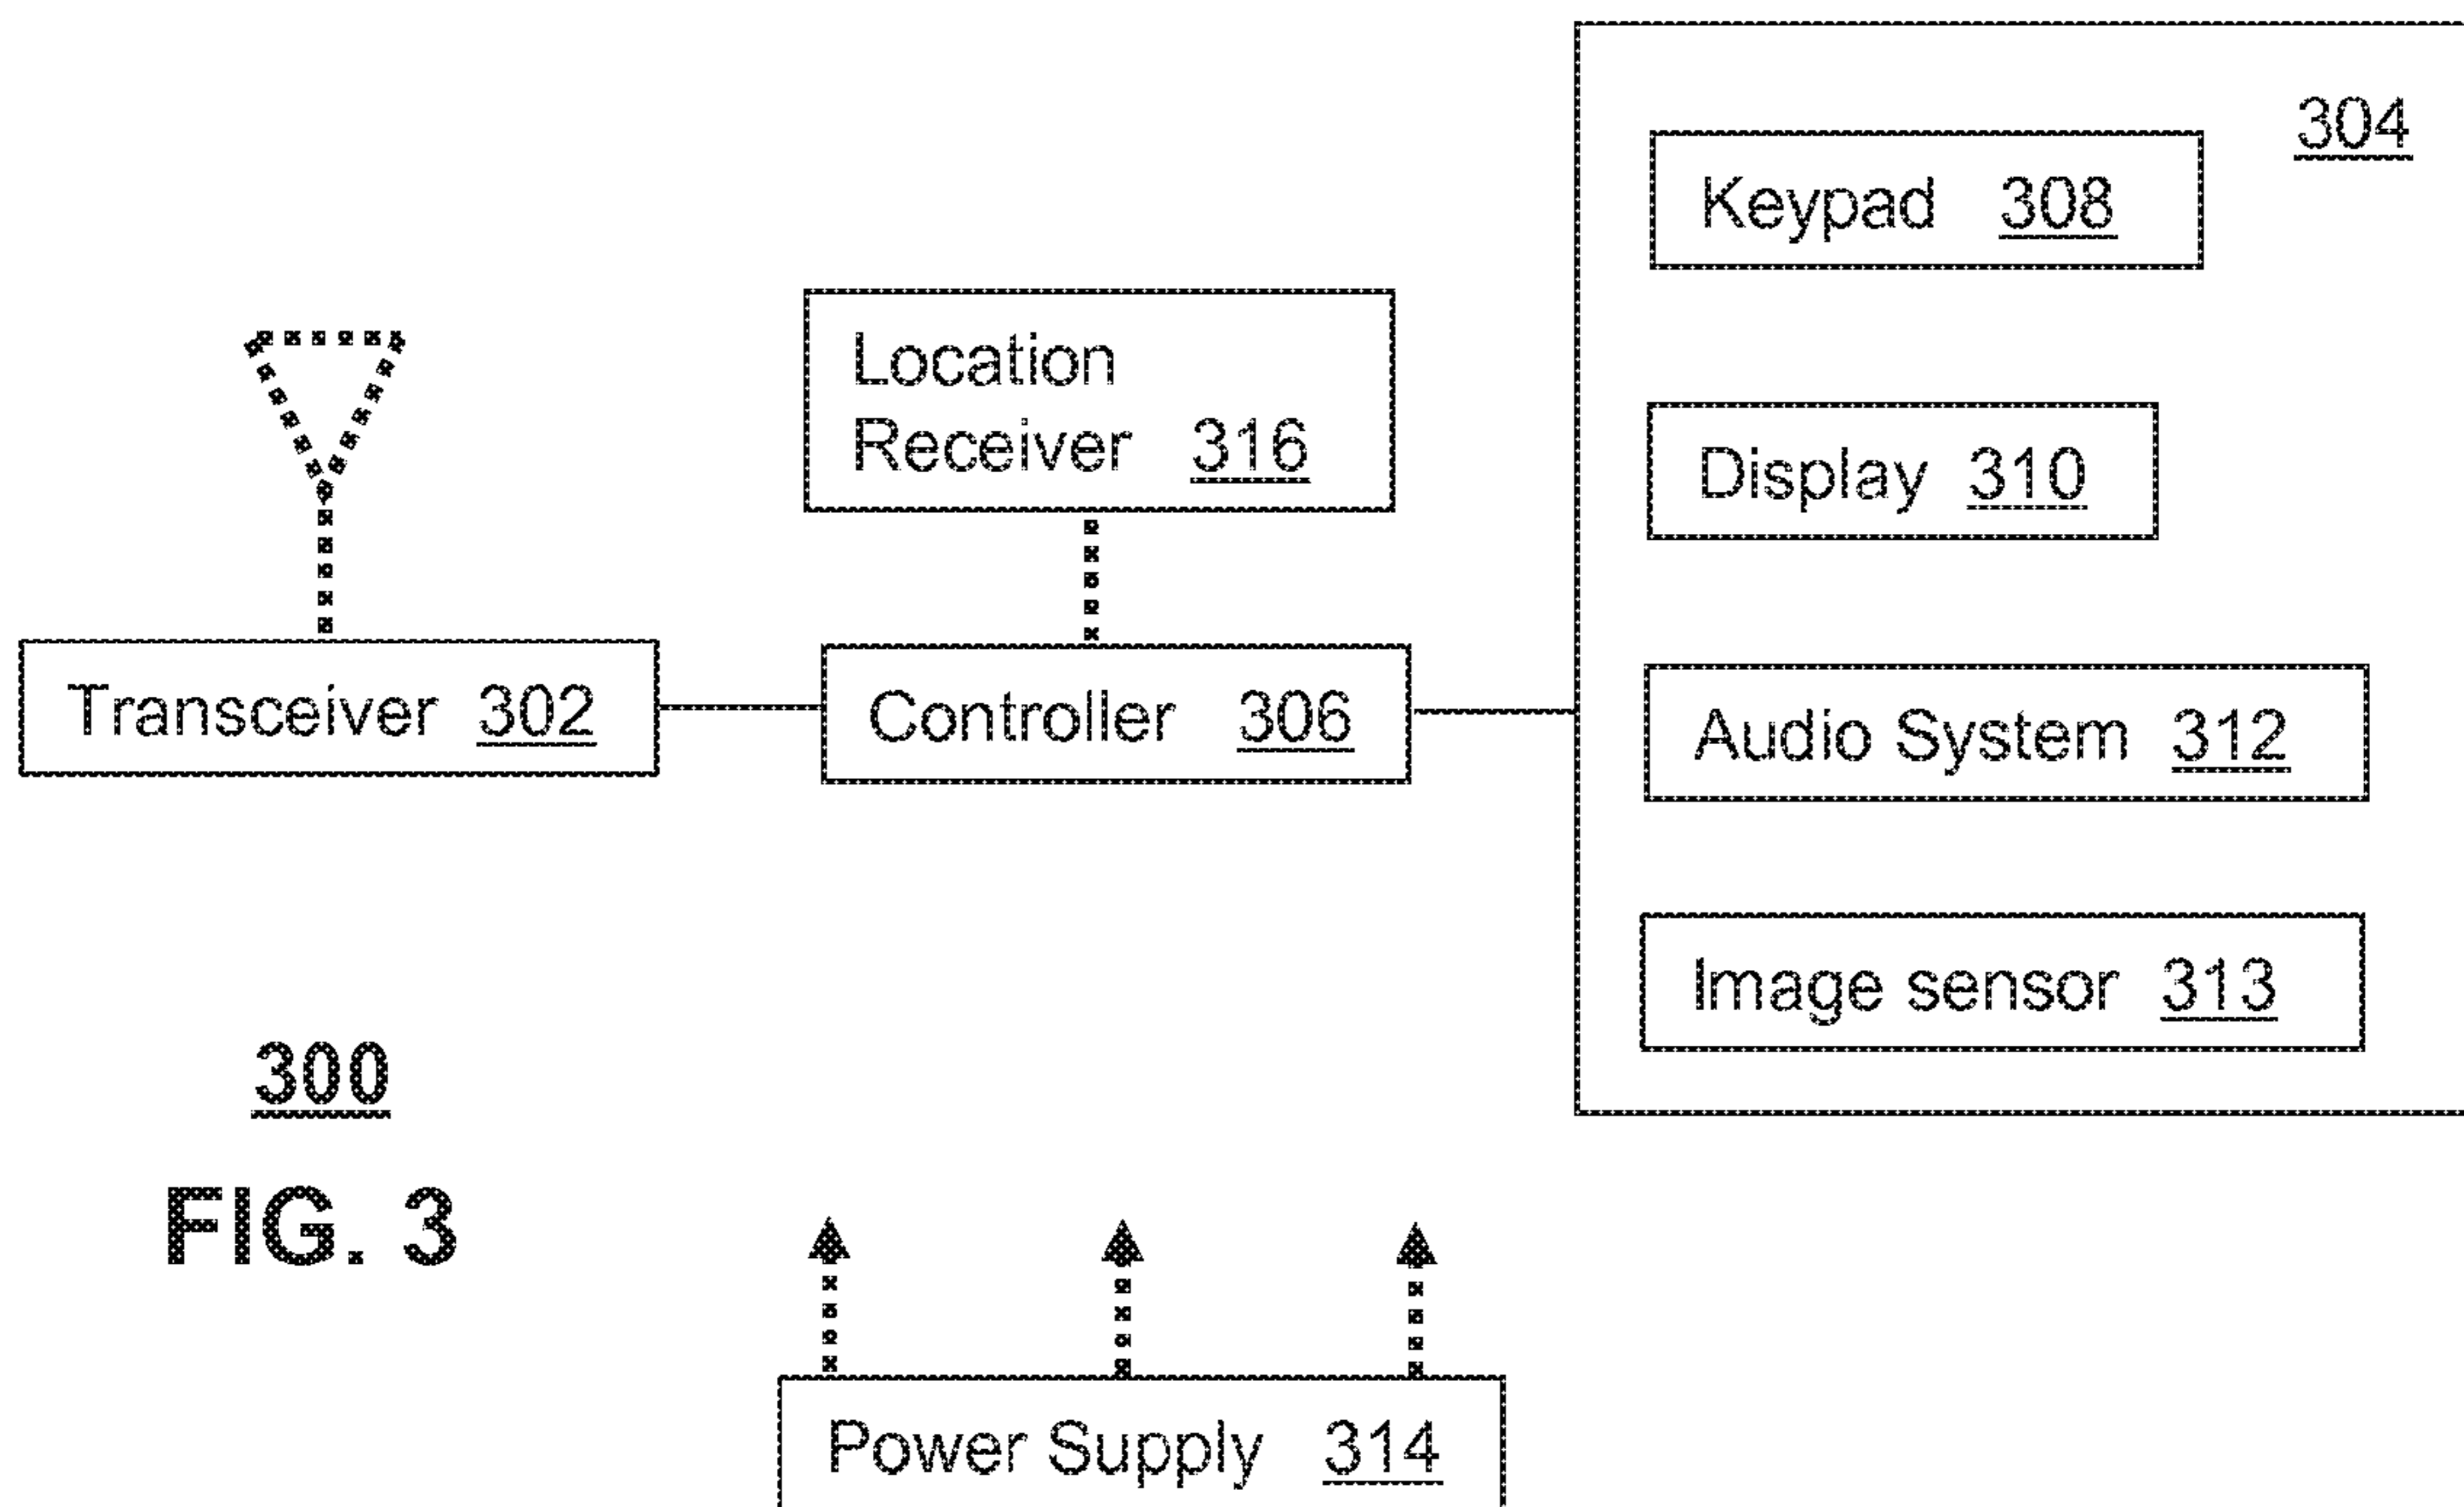 304
Keypad 308
Location
Receiver 316
Display 310
Transceiver 302
Controller 306
Audio System 312
Image sensor 313
300
FIG. 3
Power Supply 314